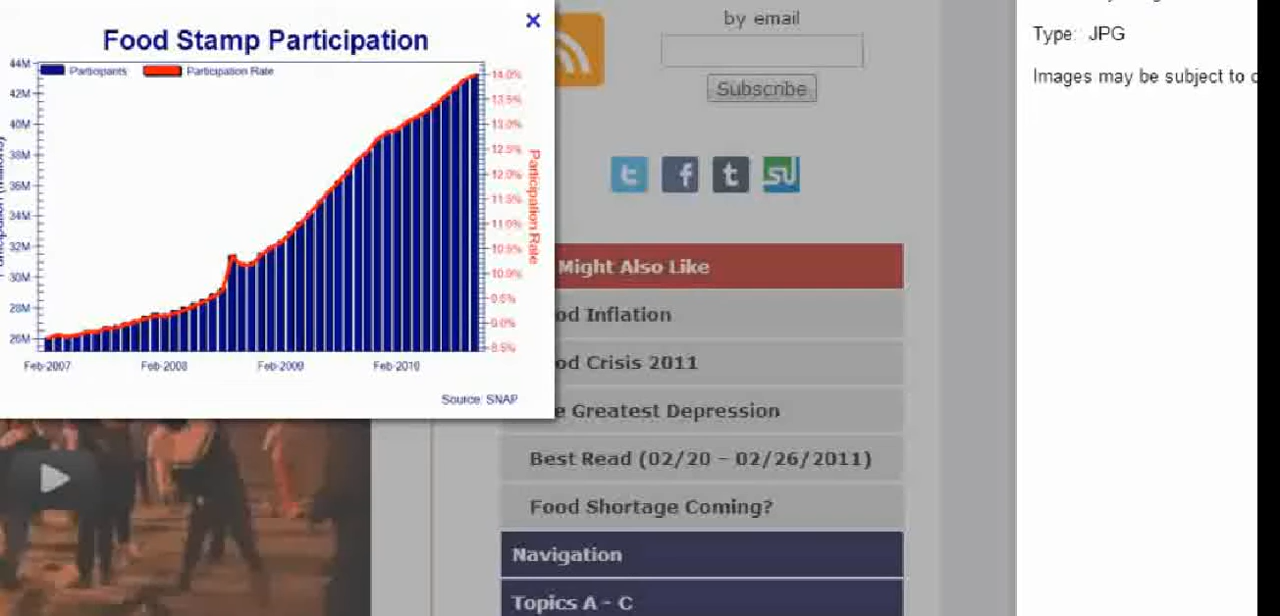 Food Stamp Participation
Participants
Participation Rate
44M
42M
40M
38M
36M
34M
32M
30M
28M
26M
14.0%
13.5%
13.0%
12.5%
12.0%
11.5%
11.0%
10.5%
10.0%
9.5%
9.0%
8.5%
Participation Rate
Feb-2007
Feb-2008
Feb-2009
Feb-2010
Source: SNAP
by email
Subscribe
Might Also Like
od Inflation
od Crisis 2011
e Greatest Depression
Best Read (02/20 – 02/26/2011)
Food Shortage Coming?
Navigation
Topics A - C
Type: JPG
Images may be subject to